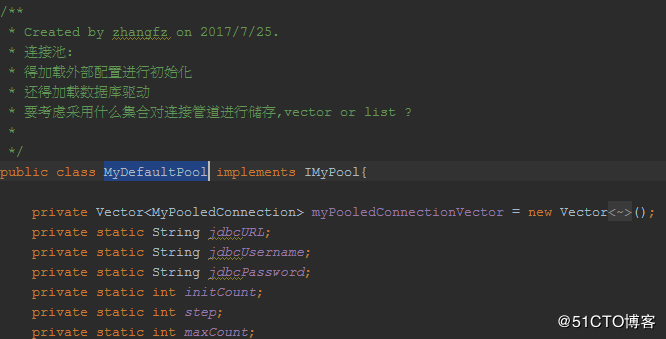 /**
* Created by zhangfz on 2017/7/25.
* 连接池:
* 得加载外部配置进行初始化
* 还得加载数据库驱动
* 要考虑采用什么集合对连接管道进行储存,vector or list ?
*
*/
public class MyDefaultPool implements IMyPool{
private Vector<MyPooledConnection> myPooledConnectionVector = new Vector<~>();
private static String jdbcURL;
private static String jdbcUsername;
private static String jdbcPassword;
private static int initCount;
private static int step;
private static int maxCount;
@51CTO博客